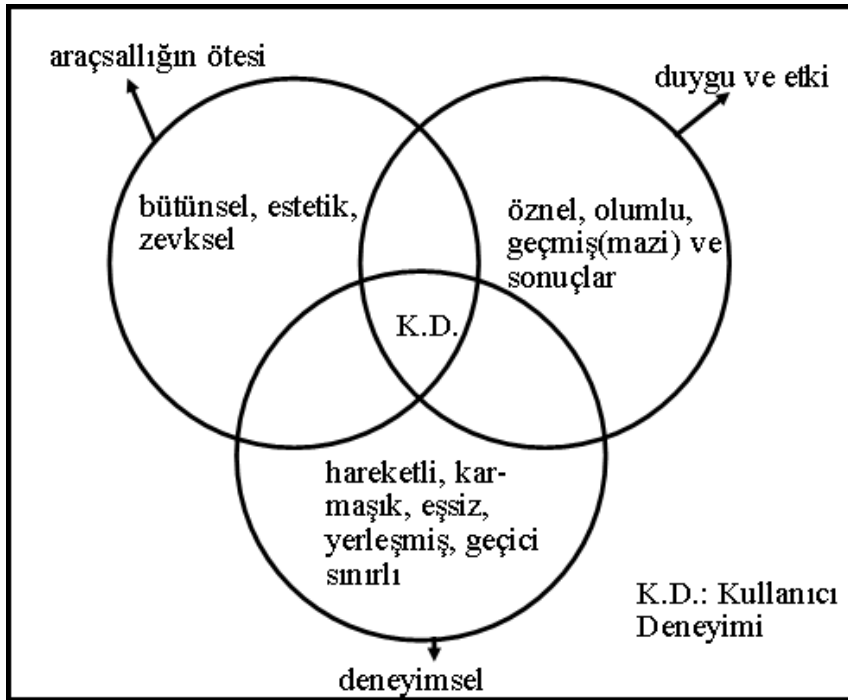 araçsallığın ötesi
duygu ve etki
bütünsel, estetik,
zevksel
öznel, olumlu,
geçmiş(mazi) ve
sonuçlar
K.D.
hareketli, kar-
maşık, eşsiz,
yerleşmiş, geçici
sınırlı
K.D.: Kullanıcı
Deneyimi
deneyimsel